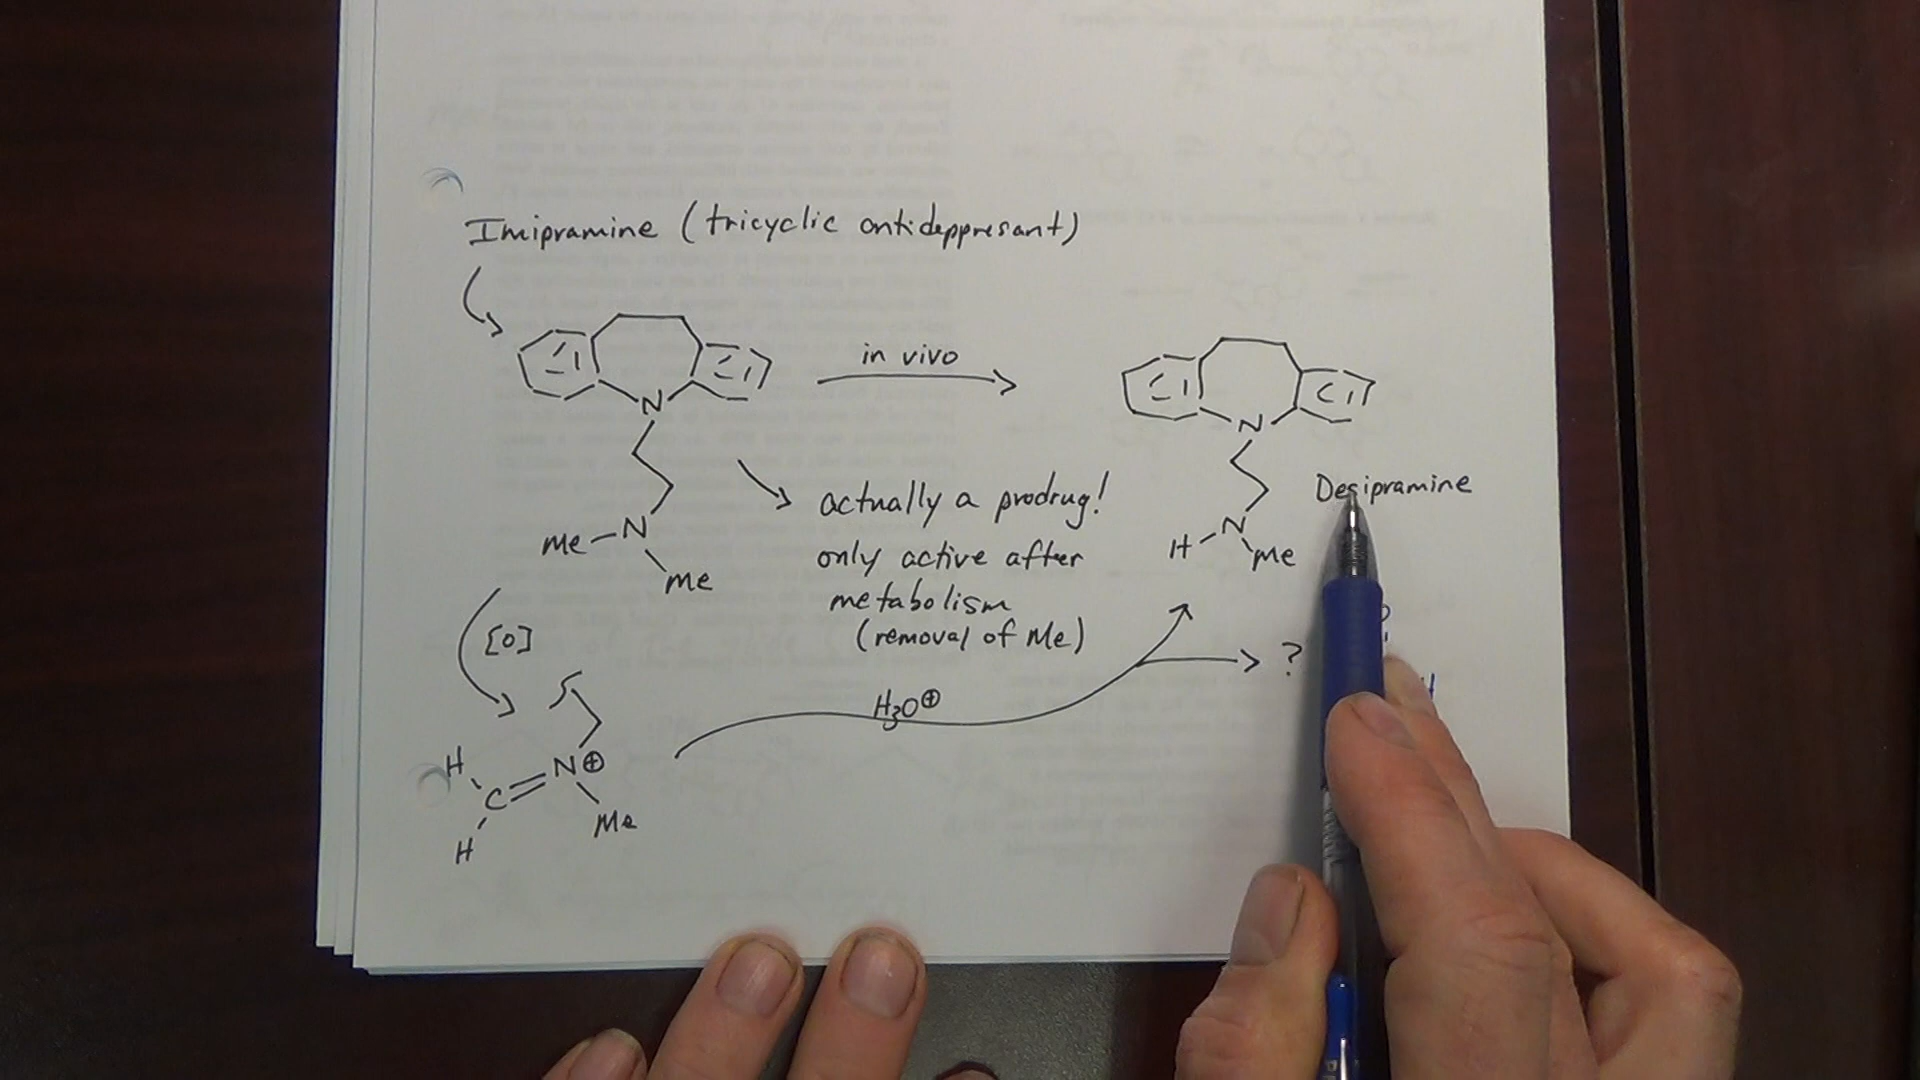 Imipramine (tricyclic antideppresant)
in vivo
N
N
actually a prodrug!
Desipramine
Me
N
Me
H
N
Me
only active after
metabolism
(removal of Me)
[O]
?
H₃O⊕
H
N⊕
C
Me
H